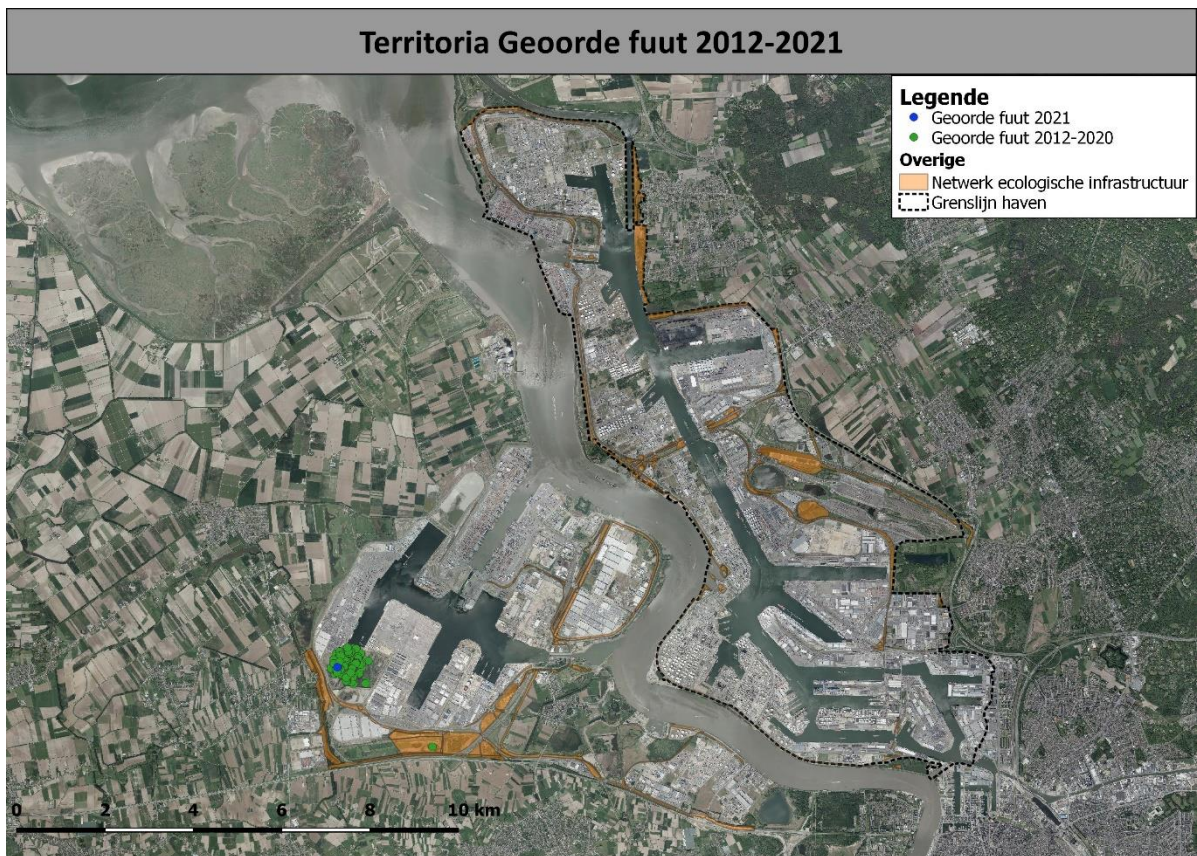 Territoria Geoorde fuut 2012-2021
Legende
Geoorde fuut 2021
Geoorde fuut 2012-2020
Overige
Netwerk ecologische infrastructuur
Grenslijn haven
0 2 4 6 8 10 km